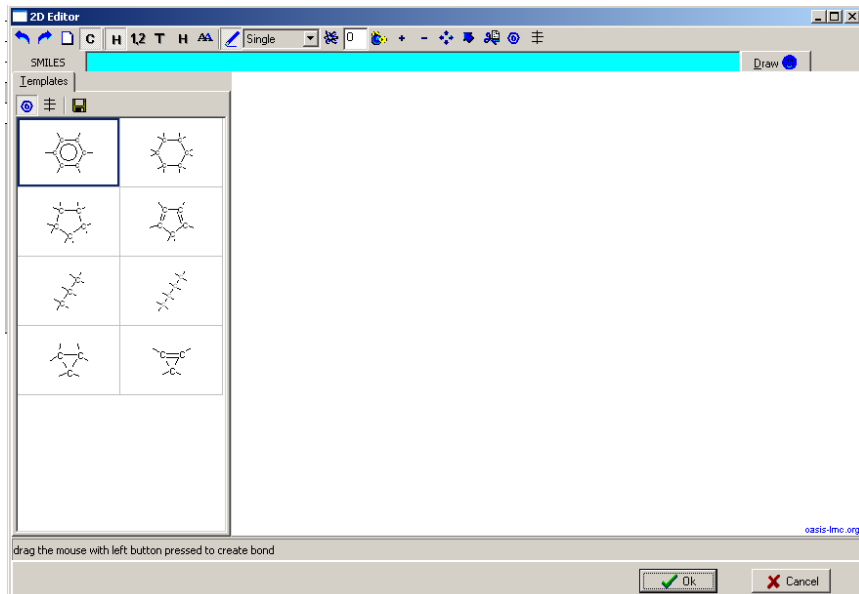 2D Editor
C H 1,2 T H AA Single 0 + -
SMILES Draw
Templates
C C C C C C C C C C C C
C C C C C C C C C C
C C C C C C C
C C C C C C
oasis-lmc.org
drag the mouse with left button pressed to create bond
Ok Cancel